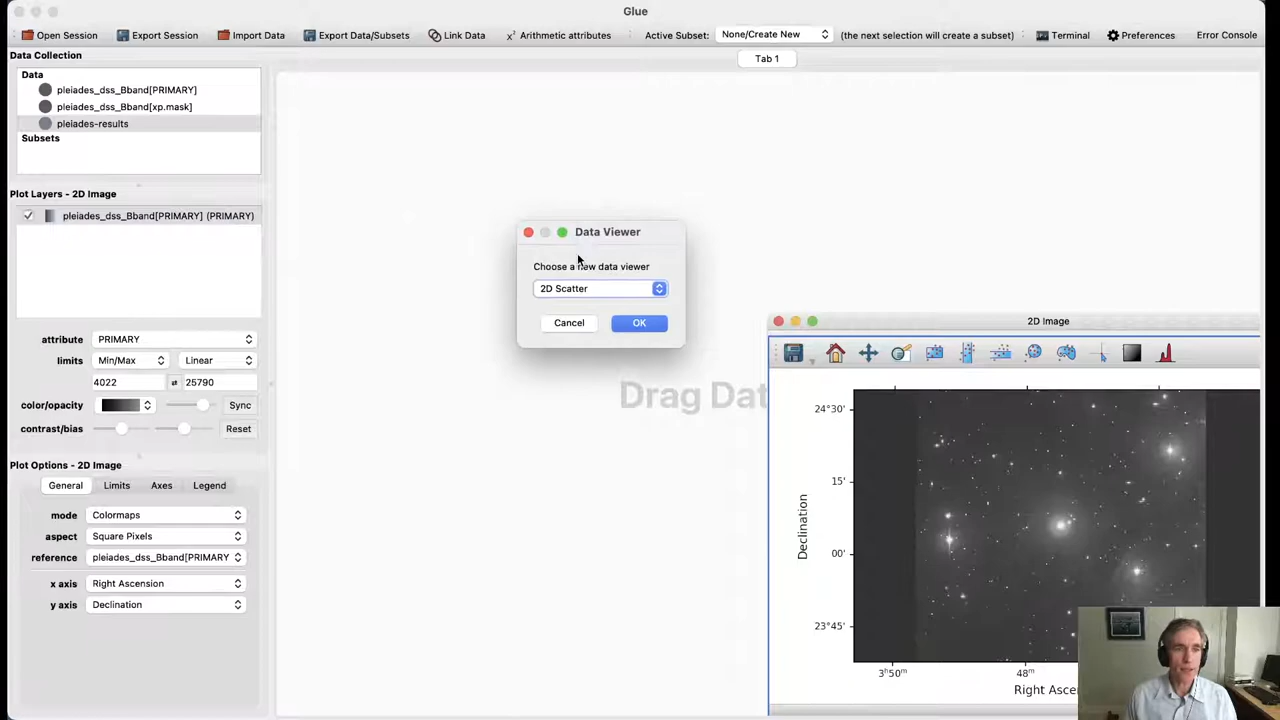 Glue
Open Session Export Session Import Data Export Data/Subsets Link Data Arithmetic attributes Active Subset: None/Create New (the next selection will create a subset) Terminal Preferences Error Console
Data Collection
Tab 1
Data
pleiades_dss_Bband[PRIMARY]
pleiades_dss_Bband[xp.mask]
pleiades-results
Subsets
Plot Layers - 2D Image
pleiades_dss_Bband[PRIMARY] (PRIMARY)
attribute PRIMARY
limits Min/Max Linear
4022 25790
color/opacity Sync
contrast/bias Reset
Plot Options - 2D Image
General Limits Axes Legend
mode Colormaps
aspect Square Pixels
reference pleiades_dss_Bband[PRIMARY
x axis Right Ascension
y axis Declination
Data Viewer
Choose a new data viewer
2D Scatter
Cancel OK
Drag Dat
2D Image
24°30'
15'
00'
23°45'
Declination
3h50m 48m
Right Asce